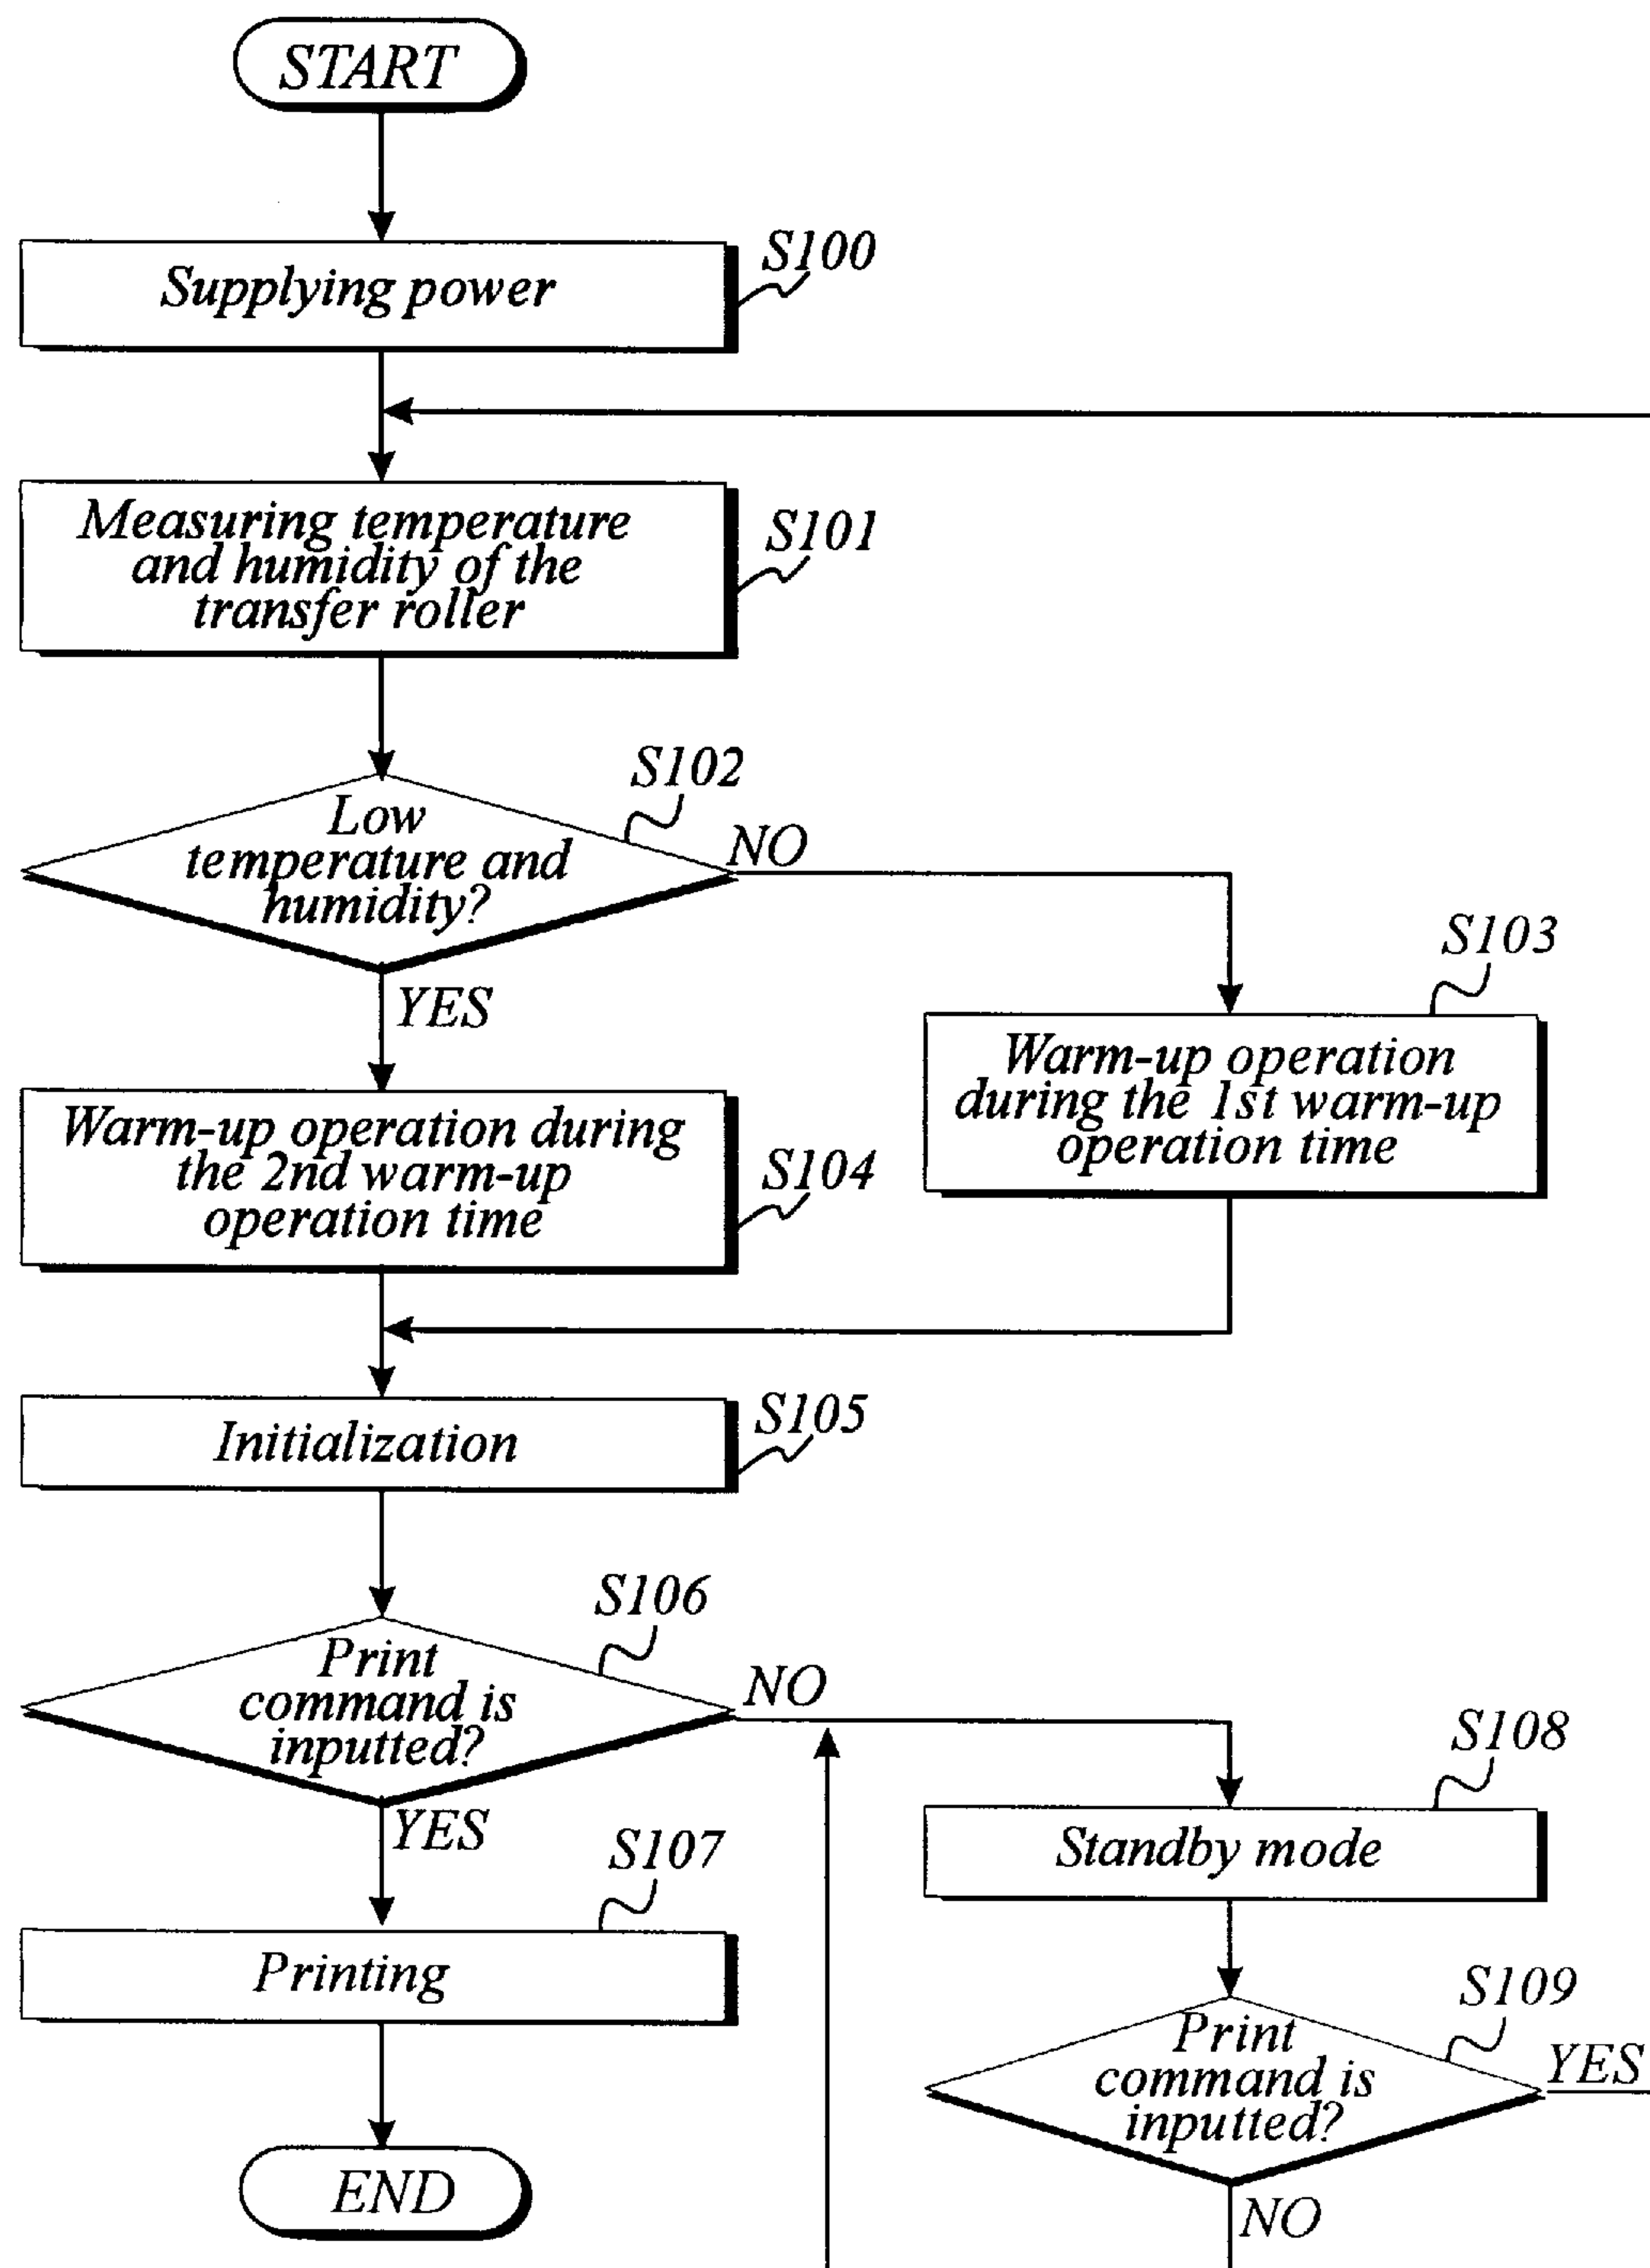 START
Supplying power
S100
Measuring temperature
and humidity of the
transfer roller
S101
S102
Low
temperature and
humidity?
NO
YES
S103
Warm-up operation
during the 1st warm-up
operation time
Warm-up operation during
the 2nd warm-up
operation time
S104
Initialization
S105
S106
Print
command is
inputted?
NO
YES
S108
Standby mode
S107
Printing
S109
Print
command is
inputted?
YES
NO
END